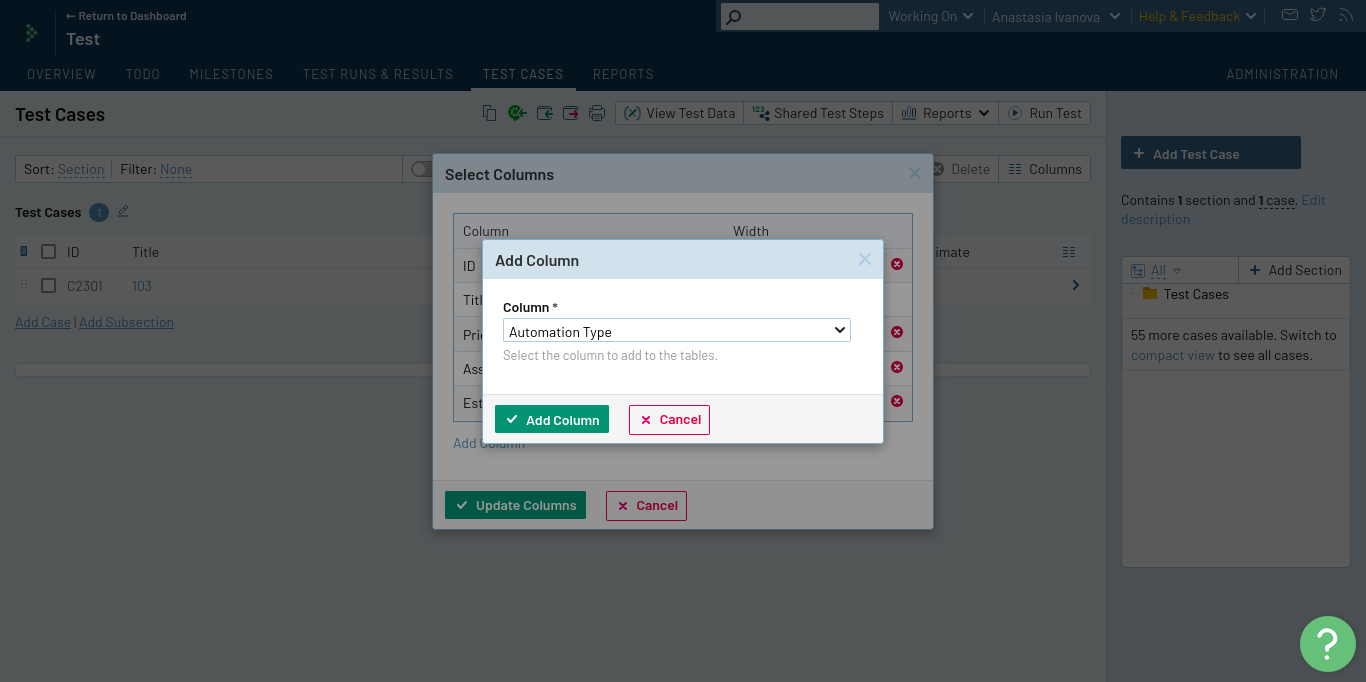 ← Return to Dashboard
Test
Working On
Anastasia Ivanova
Help & Feedback
OVERVIEW TODO MILESTONES TEST RUNS & RESULTS TEST CASES REPORTS ADMINISTRATION
Test Cases
View Test Data
123 Shared Test Steps
Reports
Run Test
+ Add Test Case
Sort: Section Filter: None
Delete
Columns
Contains 1 section and 1 case. Edit
description
Test Cases 1
ID Title
C2301 103
Add Case | Add Subsection
All
+ Add Section
Test Cases
55 more cases available. Switch to
compact view to see all cases.
Select Columns
Column Width
ID
Add Column
Update Columns
Cancel
Add Column
Column *
Automation Type
Select the column to add to the tables.
Add Column
Cancel
?